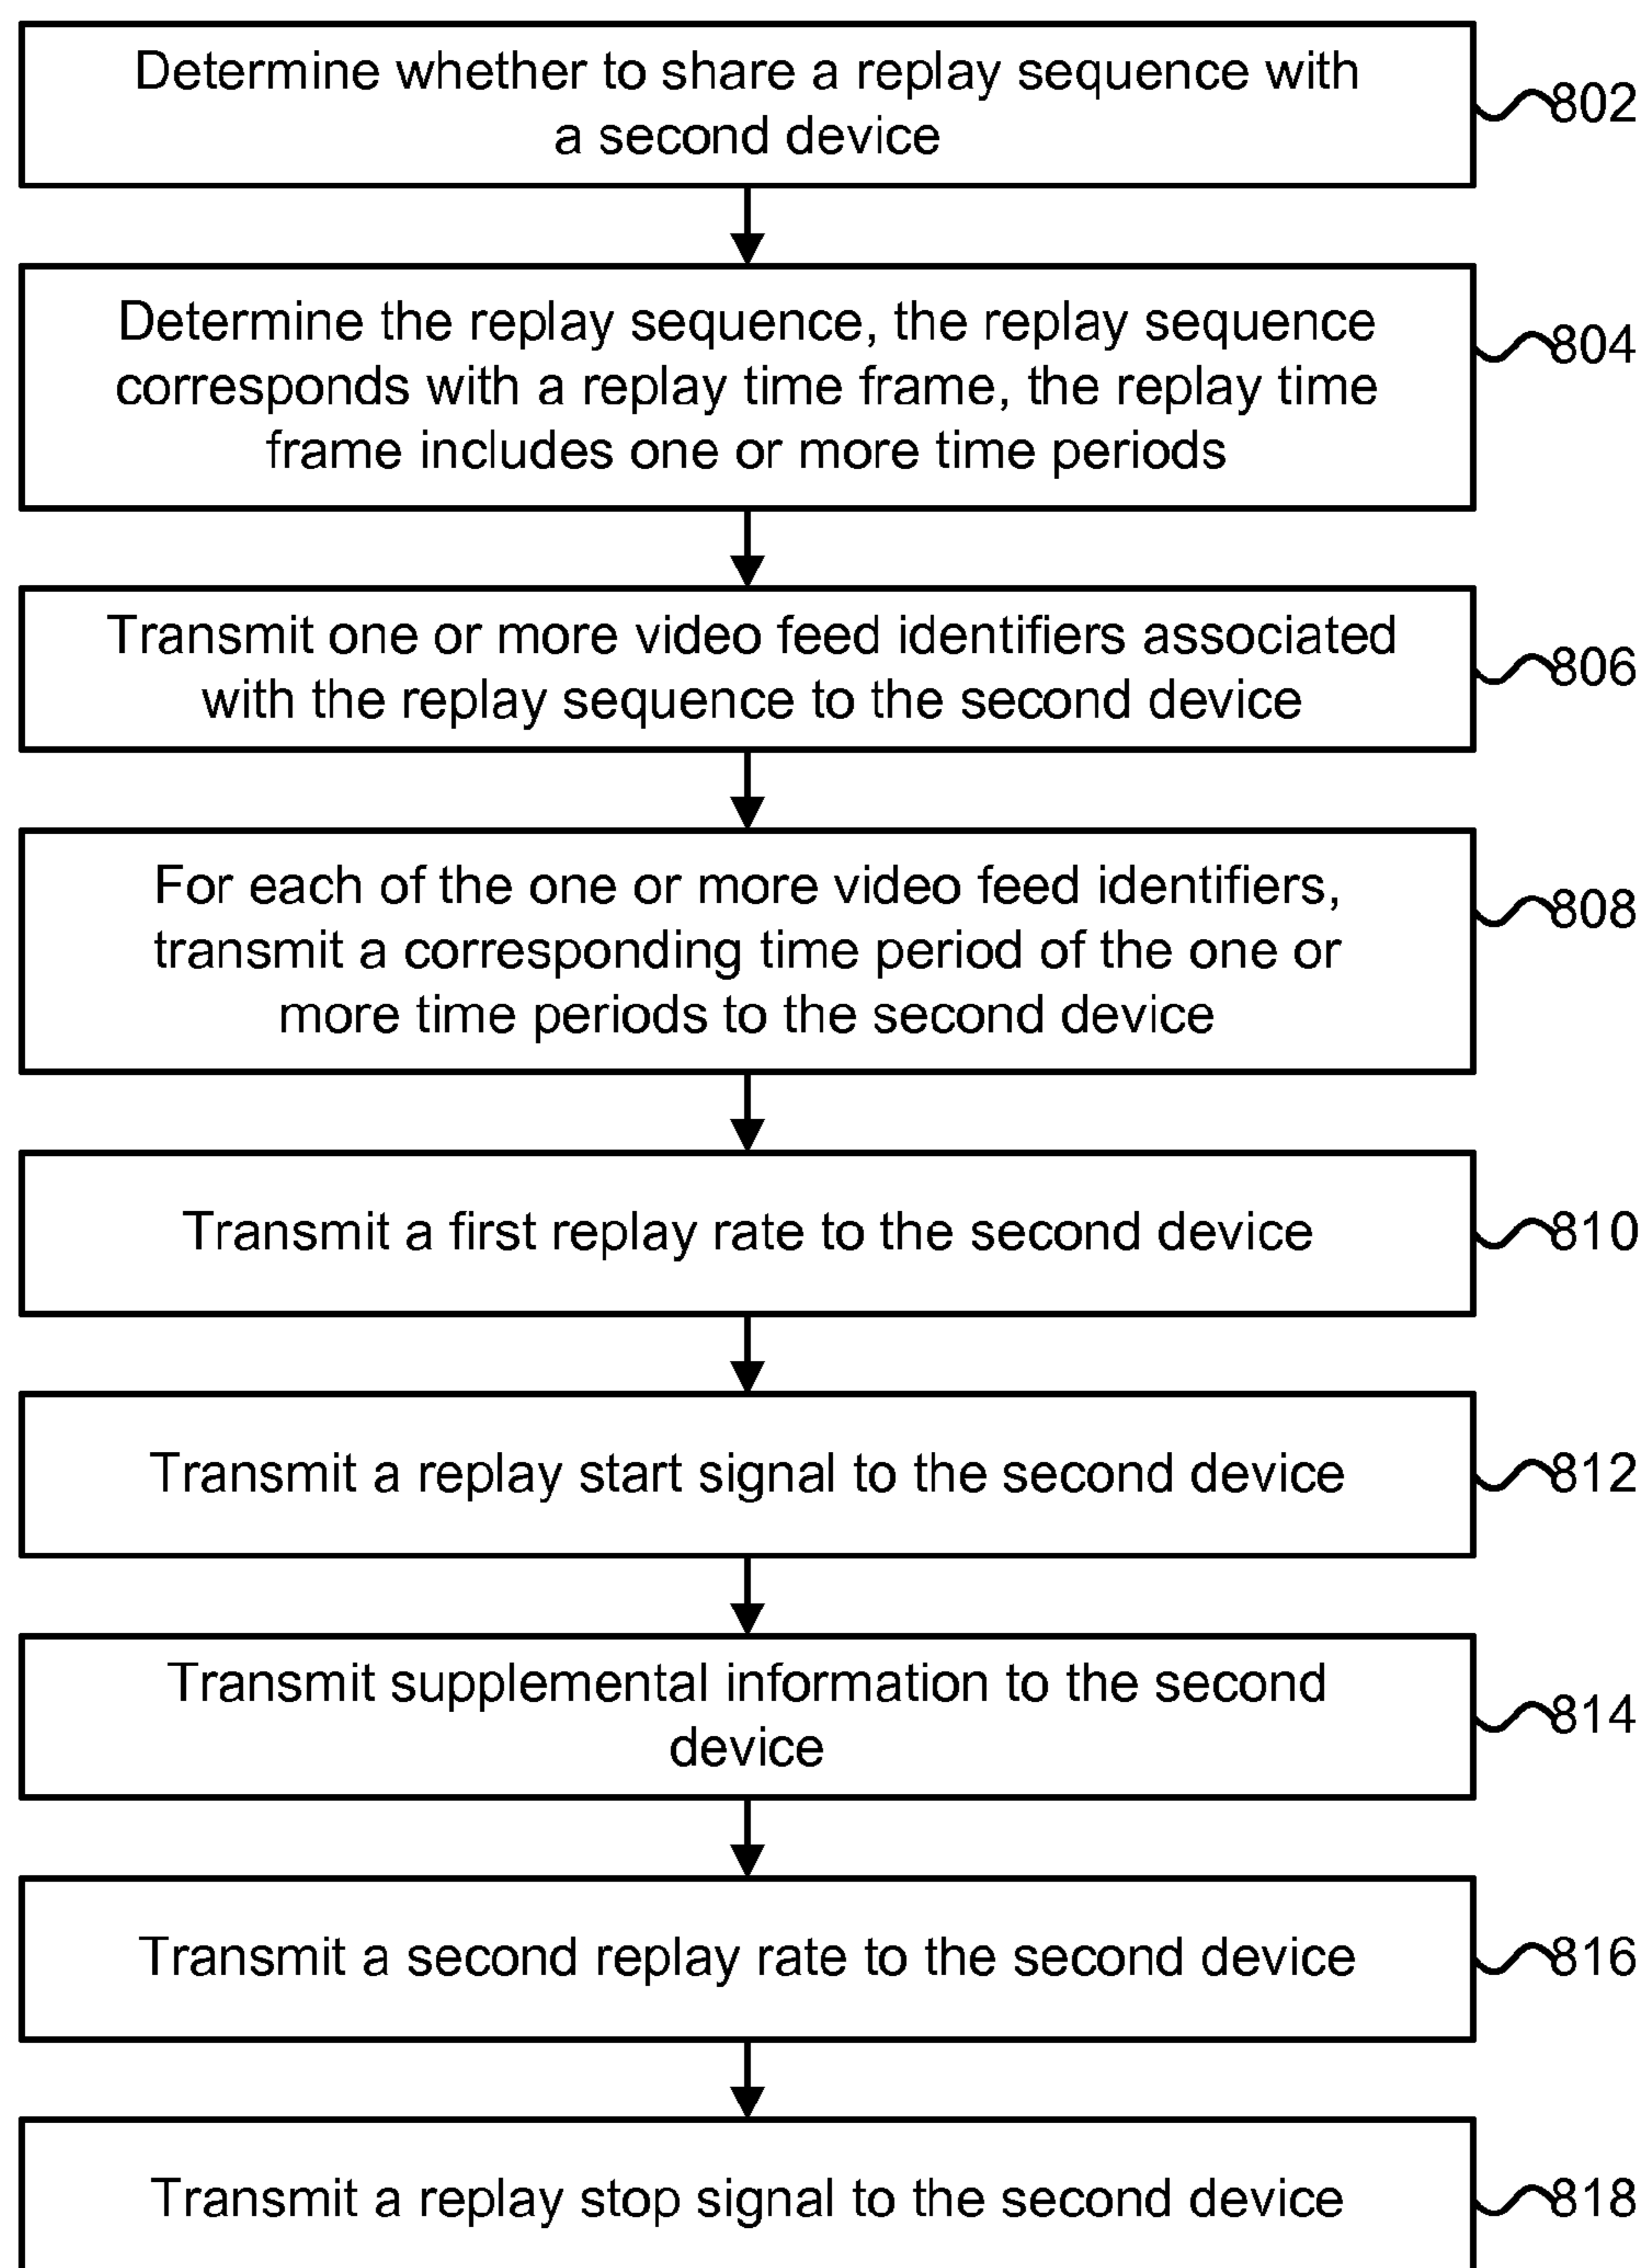 Determine whether to share a replay sequence with
a second device
802
Determine the replay sequence, the replay sequence
corresponds with a replay time frame, the replay time
frame includes one or more time periods
804
Transmit one or more video feed identifiers associated
with the replay sequence to the second device
806
For each of the one or more video feed identifiers,
transmit a corresponding time period of the one or
more time periods to the second device
808
Transmit a first replay rate to the second device
810
Transmit a replay start signal to the second device
812
Transmit supplemental information to the second
device
814
Transmit a second replay rate to the second device
816
Transmit a replay stop signal to the second device
818